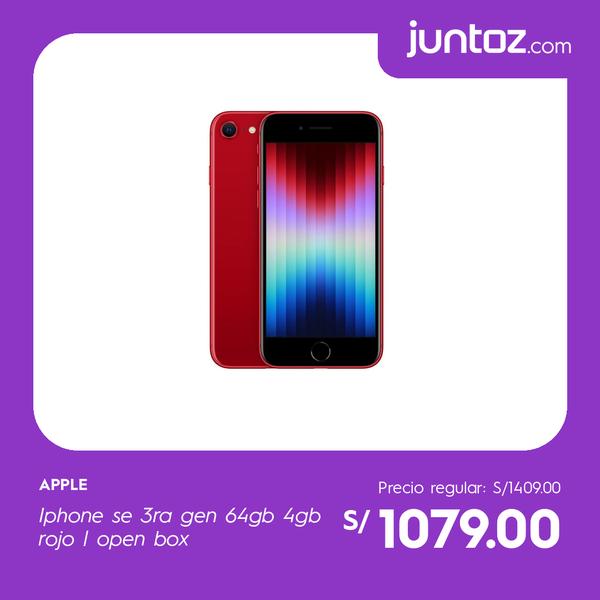 juntoz.com
APPLE
Iphone se 3ra gen 64gb 4gb
rojo | open box
Precio regular: S/1409.00
S/ 1079.00